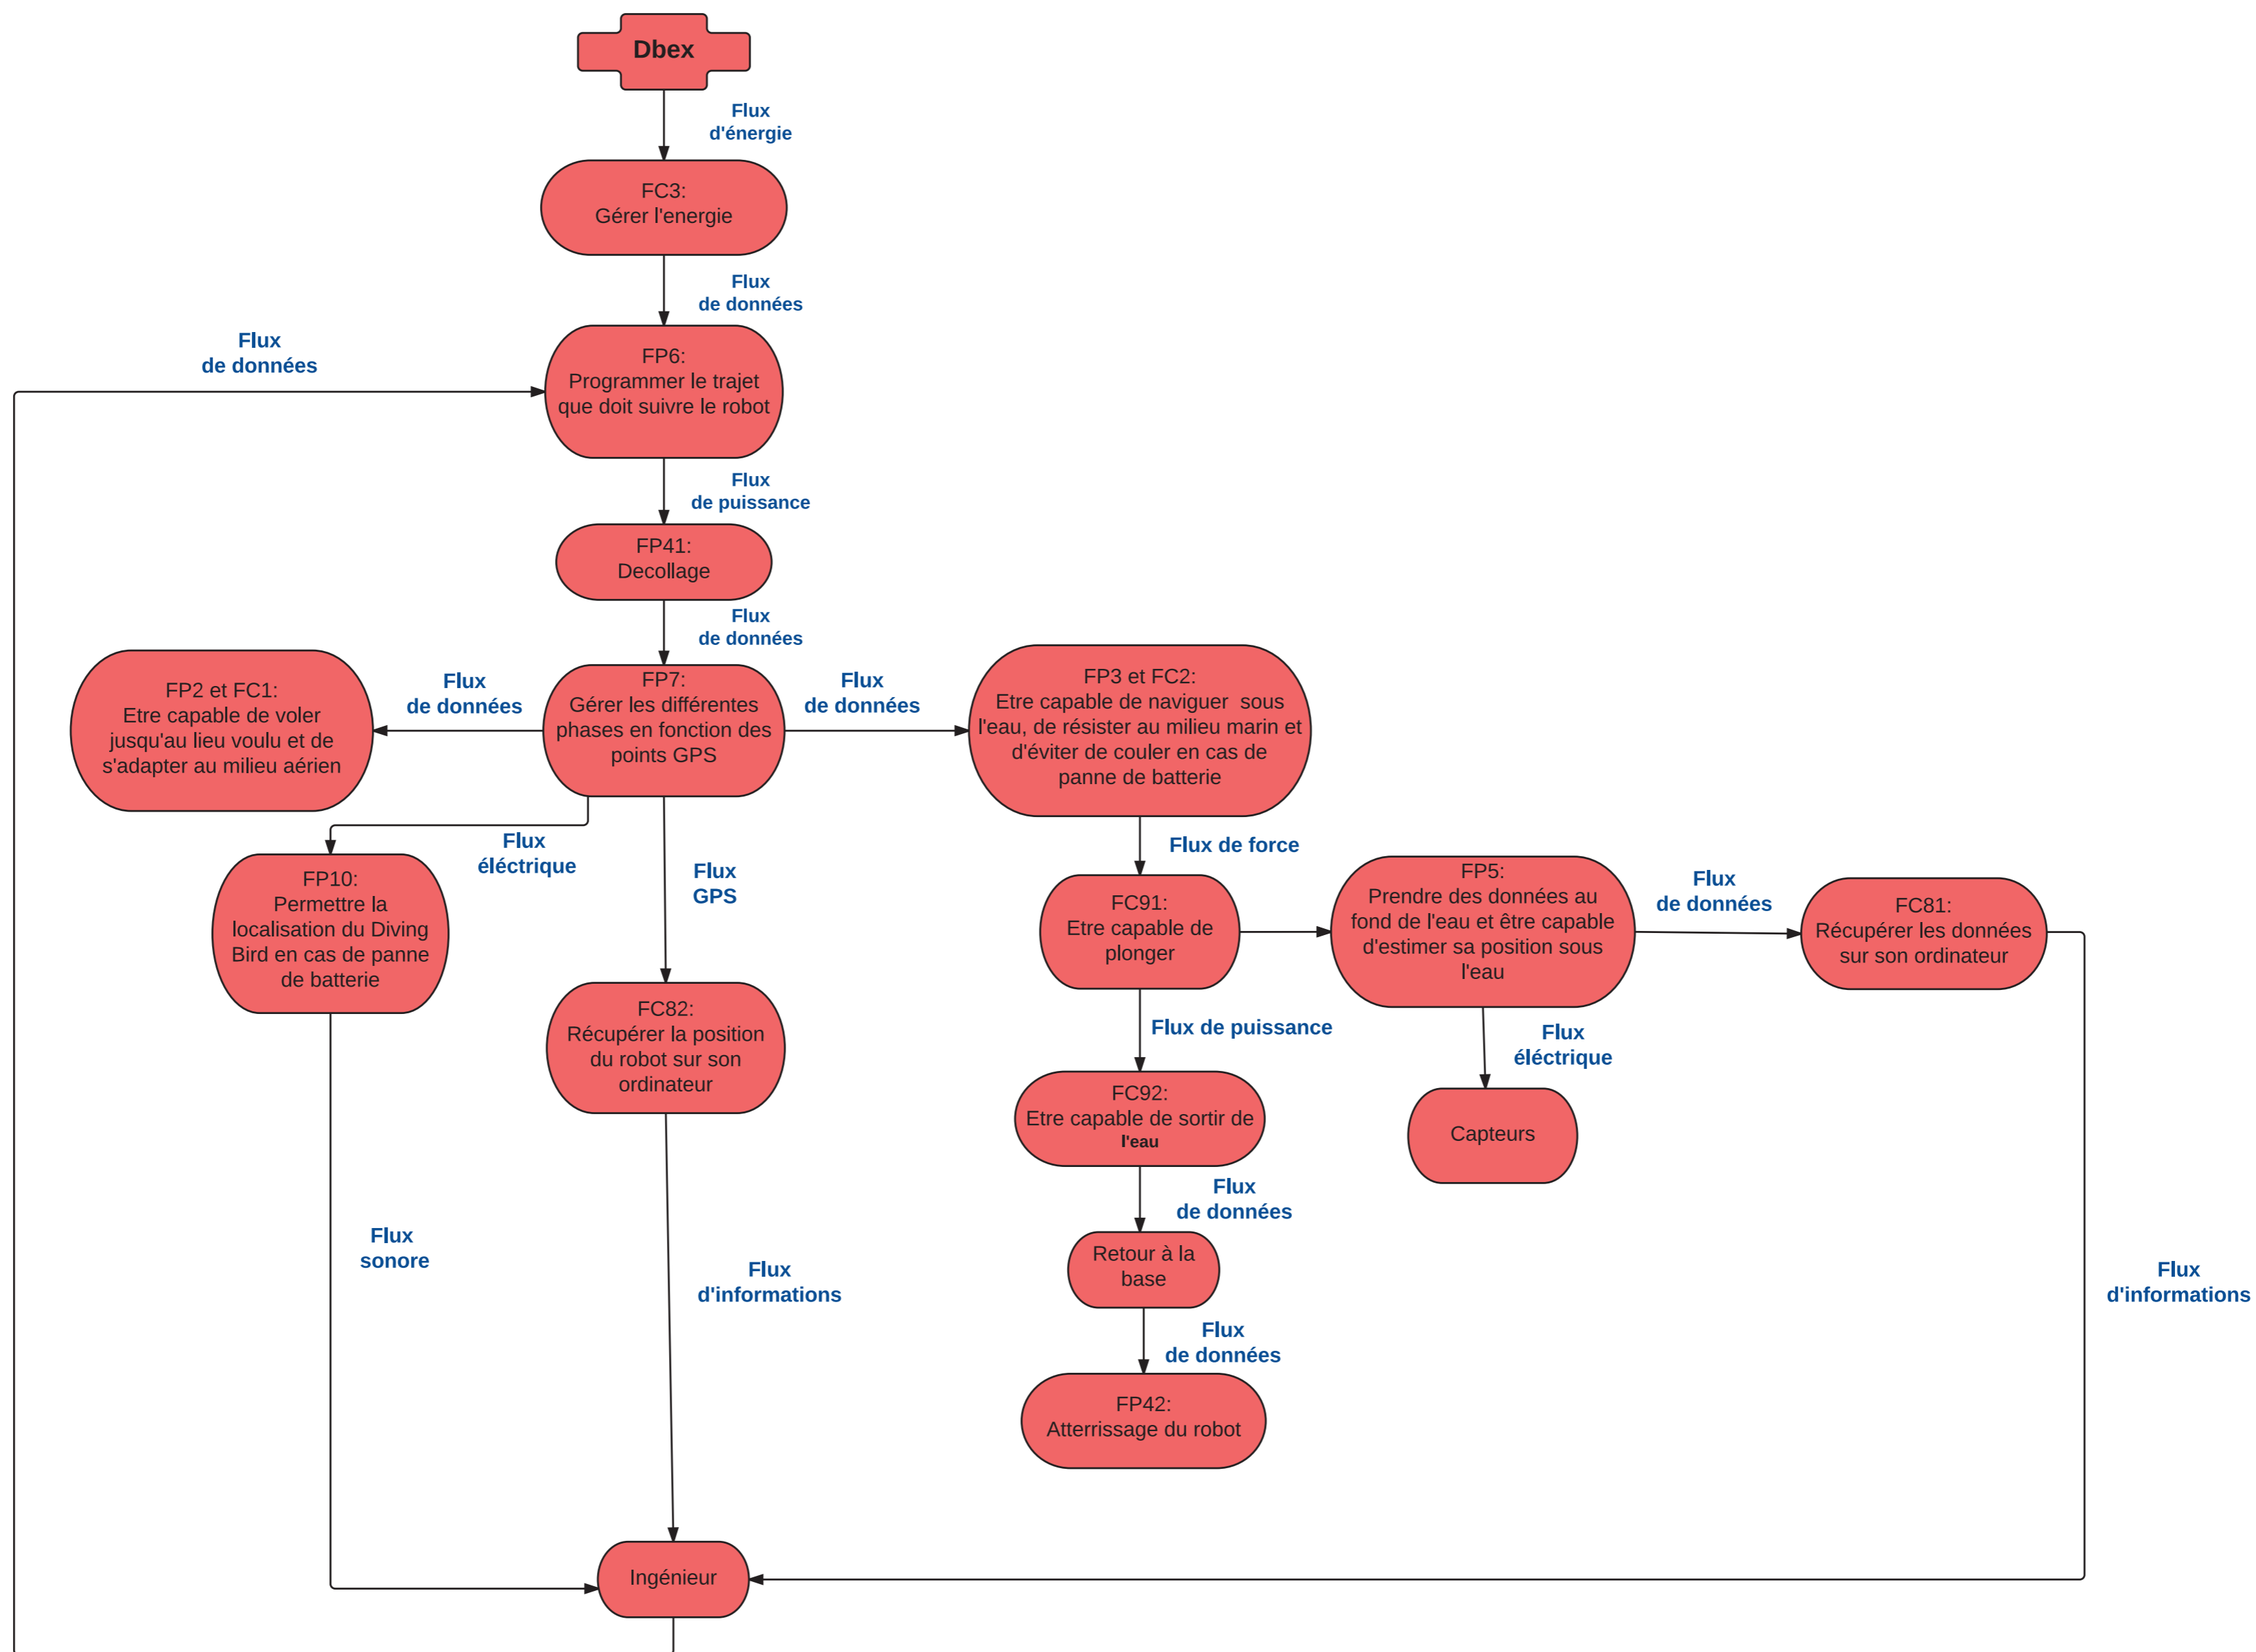 Dbex
Flux
d'énergie
FC3:
Gérer l'energie
Flux
de données
Flux
de données
FP6:
Programmer le trajet
que doit suivre le robot
Flux
de puissance
FP41:
Decollage
Flux
de données
FP2 et FC1:
Etre capable de voler
jusqu'au lieu voulu et de
s'adapter au milieu aérien
Flux
de données
FP7:
Gérer les différentes
phases en fonction des
points GPS
Flux
de données
FP3 et FC2:
Etre capable de naviguer  sous
l'eau, de résister au milieu marin et
d'éviter de couler en cas de
panne de batterie
Flux
éléctrique
Flux
GPS
Flux de force
FP10:
Permettre la
localisation du Diving
Bird en cas de panne
de batterie
FC91:
Etre capable de
plonger
FP5:
Prendre des données au
fond de l'eau et être capable
d'estimer sa position sous
l'eau
Flux
de données
FC81:
Récupérer les données
sur son ordinateur
FC82:
Récupérer la position
du robot sur son
ordinateur
Flux de puissance
Flux
éléctrique
FC92:
Etre capable de sortir de
l'eau
Capteurs
Flux
de données
Flux
sonore
Flux
d'informations
Retour à la
base
Flux
d'informations
Flux
de données
FP42:
Atterrissage du robot
Ingénieur